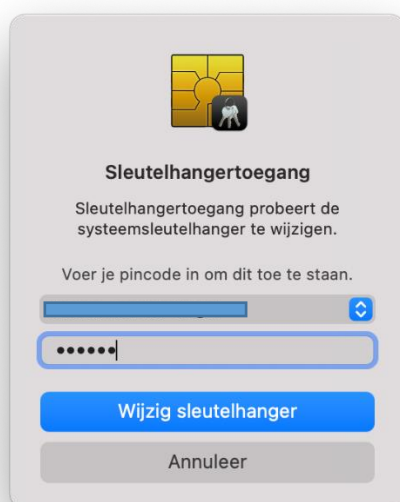 Sleutelhangertoegang
Sleutelhangertoegang probeert de
systeemsleutelhanger te wijzigen.
Voer je pincode in om dit toe te staan.
••••••
Wijzig sleutelhanger
Annuleer